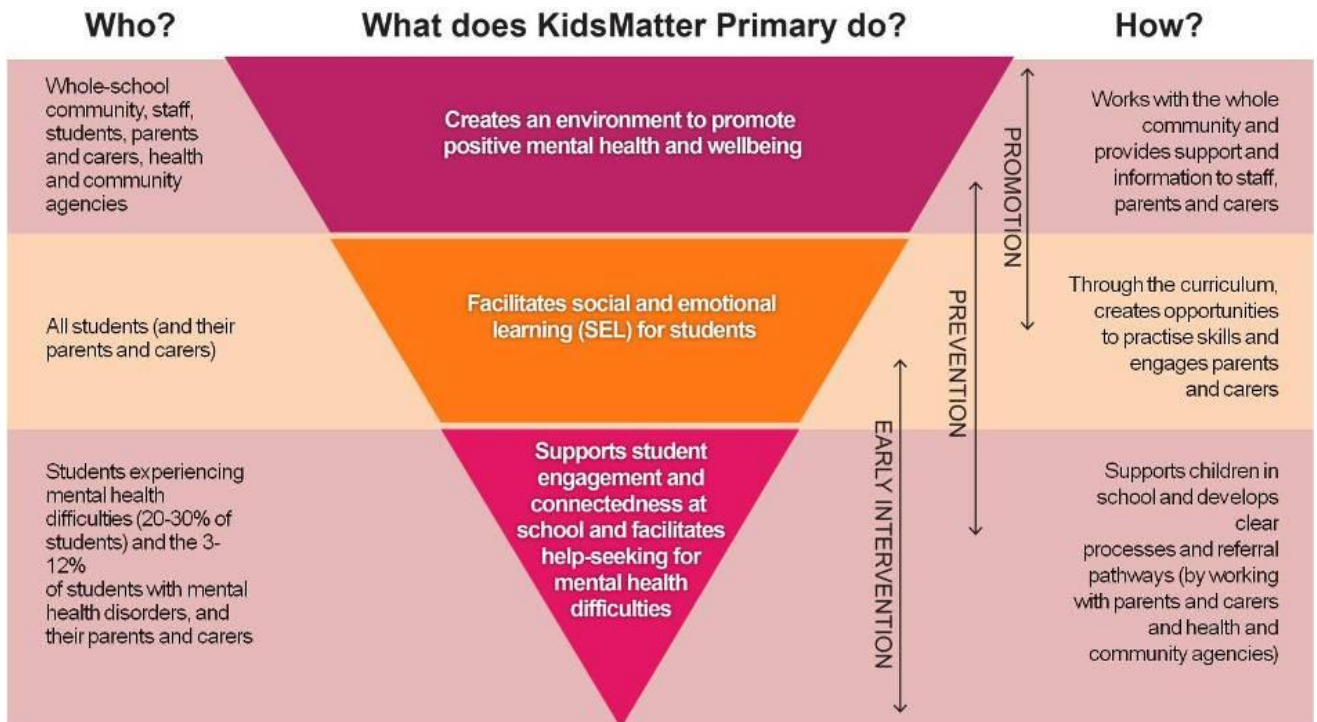 Who?
What does KidsMatter Primary do?
How?
Whole-school
community, staff,
students, parents
and carers, health
and community
agencies
Creates an environment to promote
positive mental health and wellbeing
PROMOTION
Works with the whole
community and
provides support and
information to staff,
parents and carers
All students (and their
parents and carers)
Facilitates social and emotional
learning (SEL) for students
PREVENTION
Through the curriculum,
creates opportunities
to practise skills and
engages parents
and carers
Students experiencing
mental health
difficulties (20-30% of
students) and the 3-
12%
of students with mental
health disorders, and
their parents and carers
Supports student
engagement and
connectedness at
school and facilitates
help-seeking for
mental health
difficulties
EARLY INTERVENTION
Supports children in
school and develops
clear
processes and referral
pathways (by working
with parents and carers
and health and
community agencies)